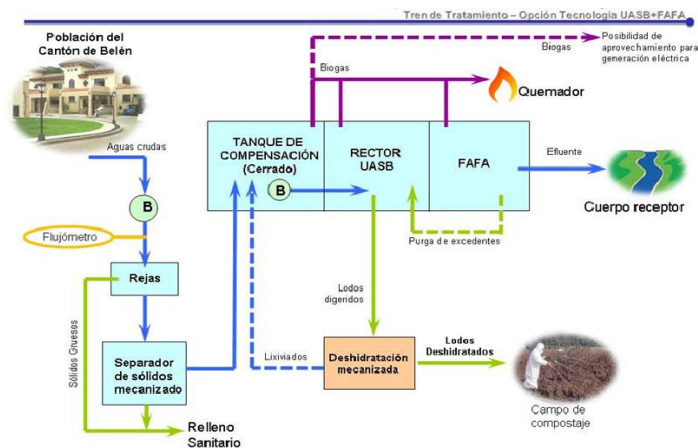 Tren de Tratamiento – Opción Tecnología UASB+FAFA
Población del
Cantón de Belén
Biogas
Posibilidad de
aprovechamiento para
generación eléctrica
Biogas
Quemador
Aguas crudas
TANQUE DE
COMPENSACIÓN
(Cerrado)
RECTOR
UASB
FAFA
Efluente
Cuerpo receptor
B
B
Flujómetro
Purga de excedentes
Rejas
Lodos
digeridos
Sólidos Gruesos
Separador
de sólidos
mecanizado
Lixiviados
Deshidratación
mecanizada
Lodos
Deshidratados
Campo de
compostaje
Relleno
Sanitario